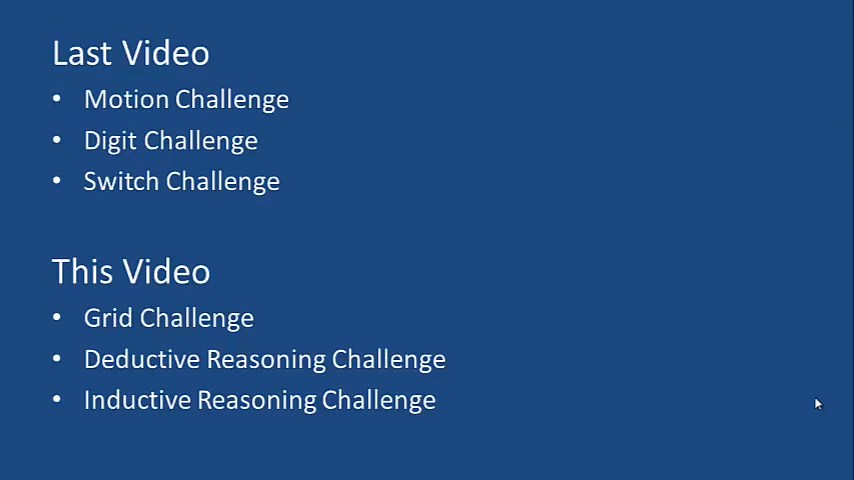 Last Video
• Motion Challenge
• Digit Challenge
• Switch Challenge
This Video
• Grid Challenge
• Deductive Reasoning Challenge
• Inductive Reasoning Challenge